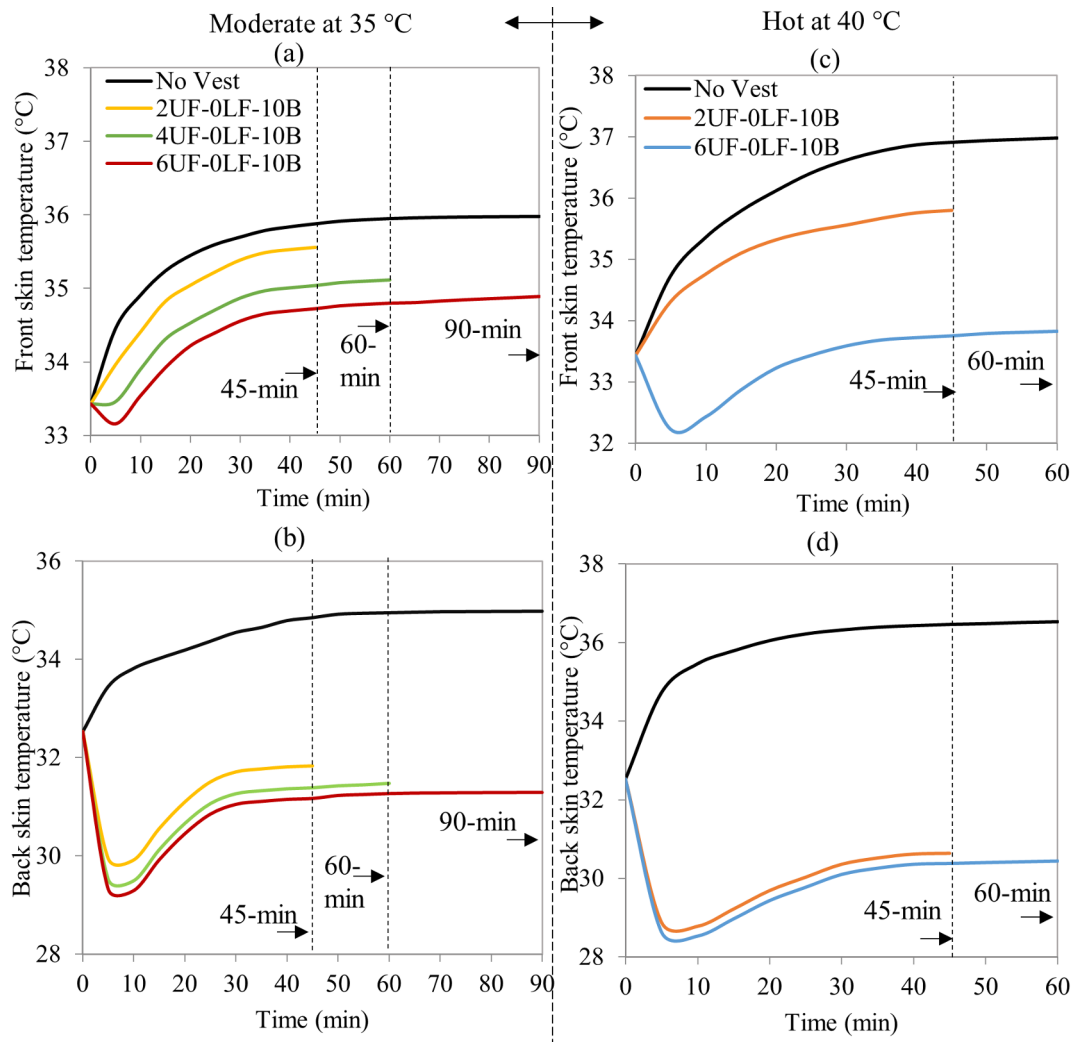 Moderate at 35 °C
Hot at 40 °C
(a)
Front skin temperature (°C)
38
37
36
35
34
33
No Vest
2UF-0LF-10B
4UF-0LF-10B
6UF-0LF-10B
45-min
60-
min
90-min
0 10 20 30 40 50 60 70 80 90
Time (min)
(c)
Front skin temperature (°C)
38
37
36
35
34
33
32
No Vest
2UF-0LF-10B
6UF-0LF-10B
45-min
60-min
0 10 20 30 40 50 60
Time (min)
(b)
Back skin temperature (°C)
36
34
32
30
28
45-min
60-
min
90-min
0 10 20 30 40 50 60 70 80 90
Time (min)
(d)
Back skin temperature (°C)
38
36
34
32
30
28
45-min
60-min
0 10 20 30 40 50 60
Time (min)